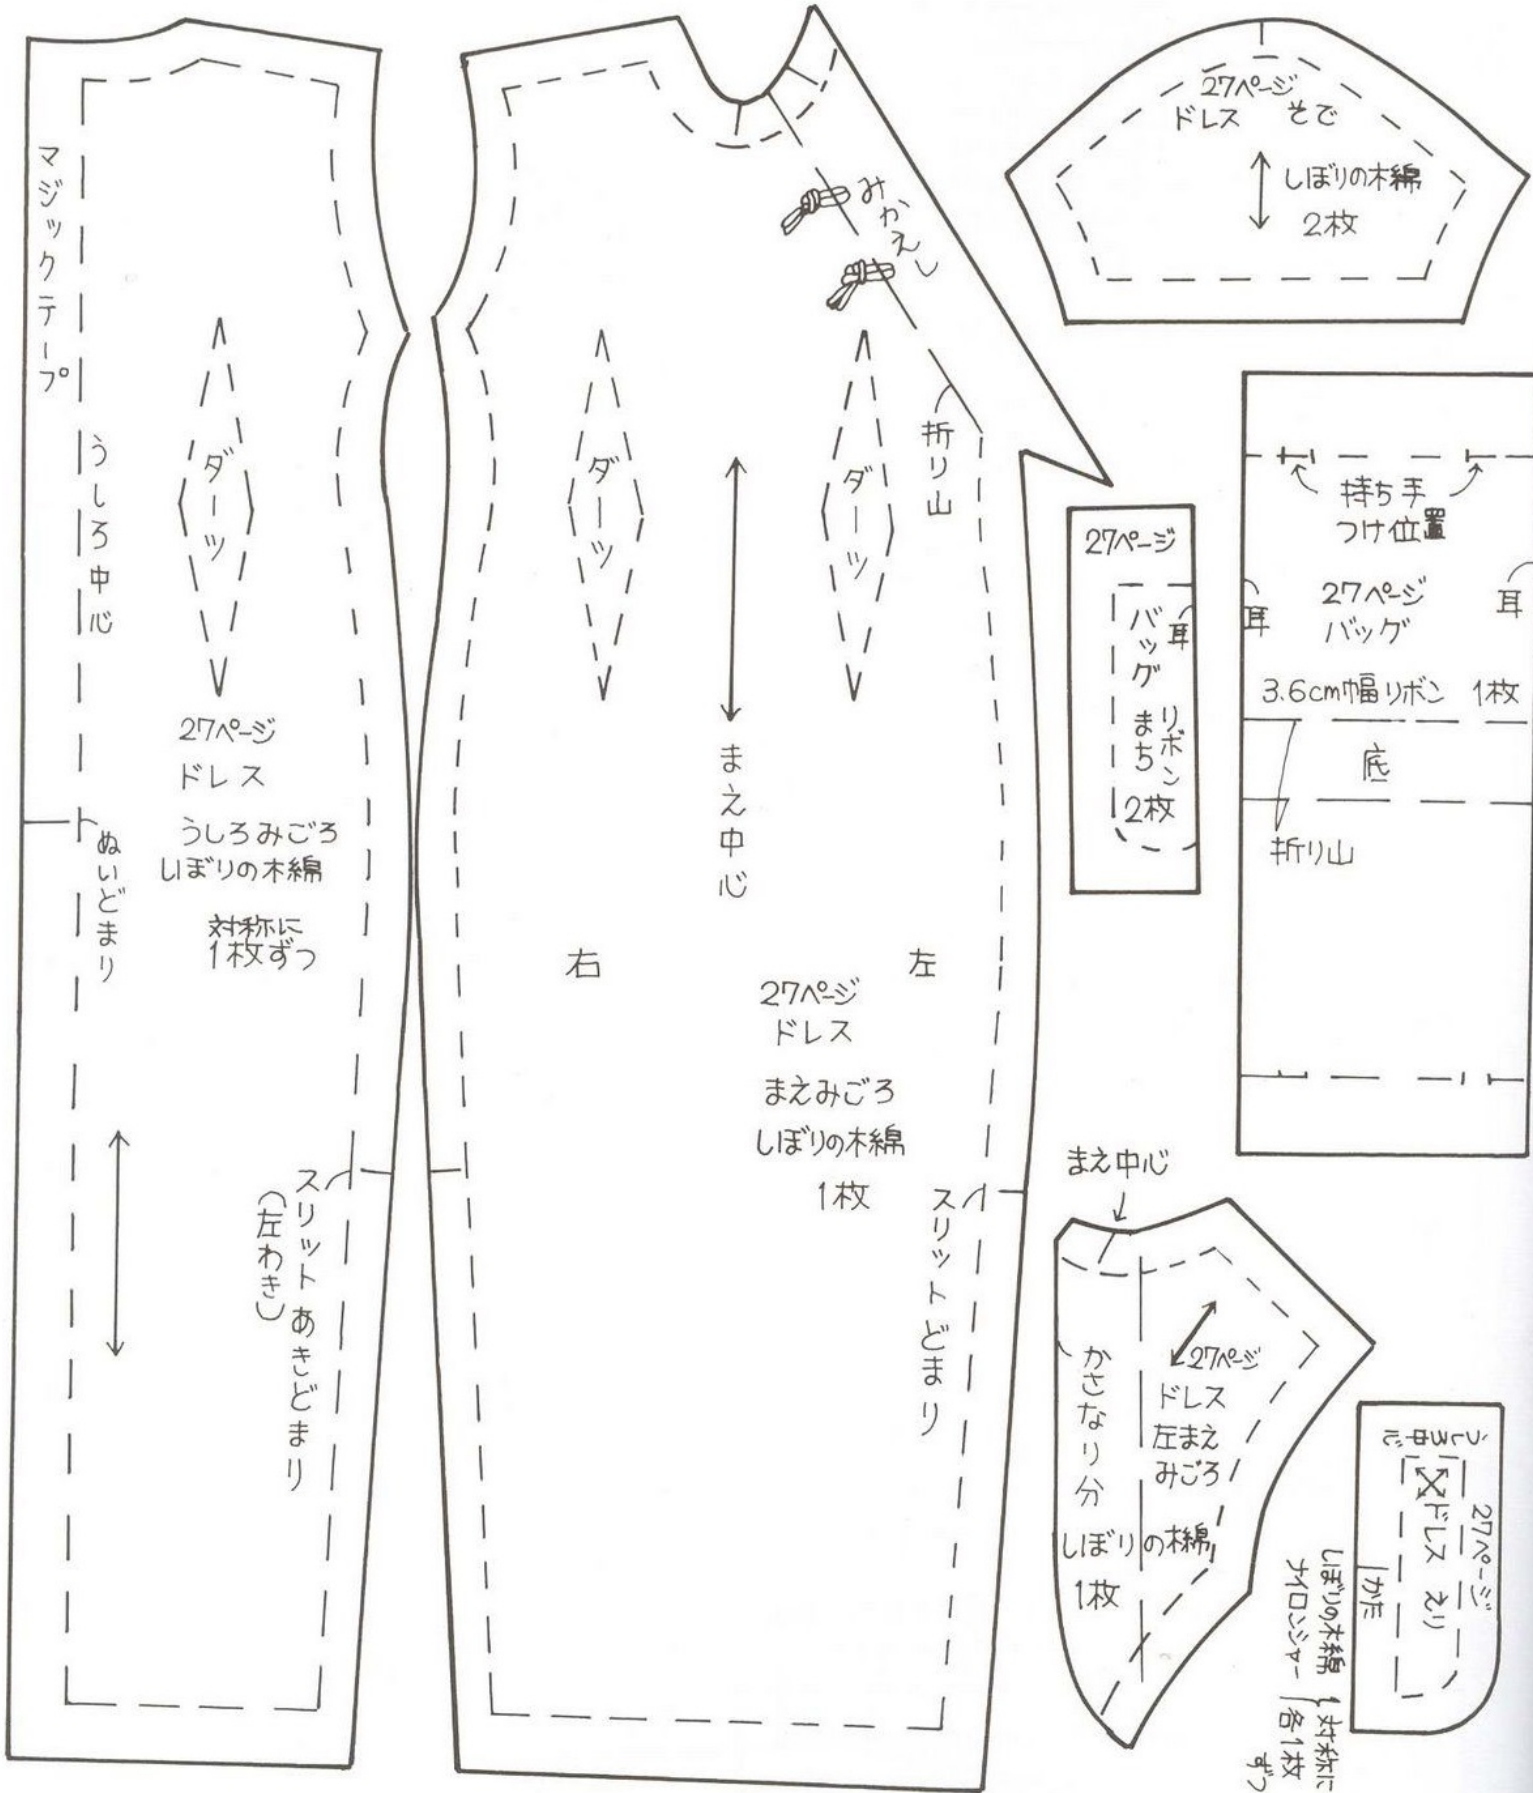 マジックテープ
うしろ中心
ダーツ
27ページ
ドレス
うしろみごろ
しぼりの木綿
対称に
1枚ずつ
ぬいどまり
スリットあきどまり
(左わき)
みかえし
折り山
ダーツ
ダーツ
まえ中心
右
左
27ページ
ドレス
まえみごろ
しぼりの木綿
1枚
スリットどまり
27ページ
ドレス そで
しぼりの木綿
2枚
27ページ
バッグ まち
耳
リボン
2枚
持ち手
つけ位置
27ページ
バッグ
耳
耳
3.6cm幅リボン 1枚
底
折り山
まえ中心
かさなり分
27ページ
ドレス
左まえ
みごろ
しぼりの木綿
1枚
うしろ中心
27ページ
ドレス えり
かた
しぼりの木綿
ナイロンシャー
対称に
各1枚
ずつ